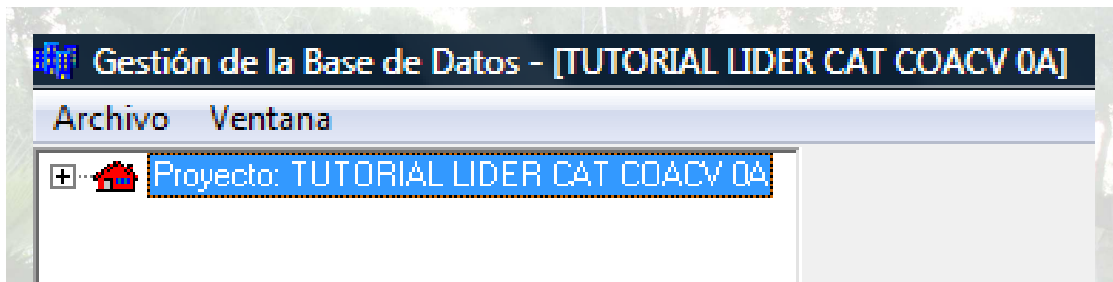 Gestión de la Base de Datos - [TUTORIAL LIDER CAT COACV 0A]
Archivo Ventana
Proyecto: TUTORIAL LIDER CAT COACV 0A